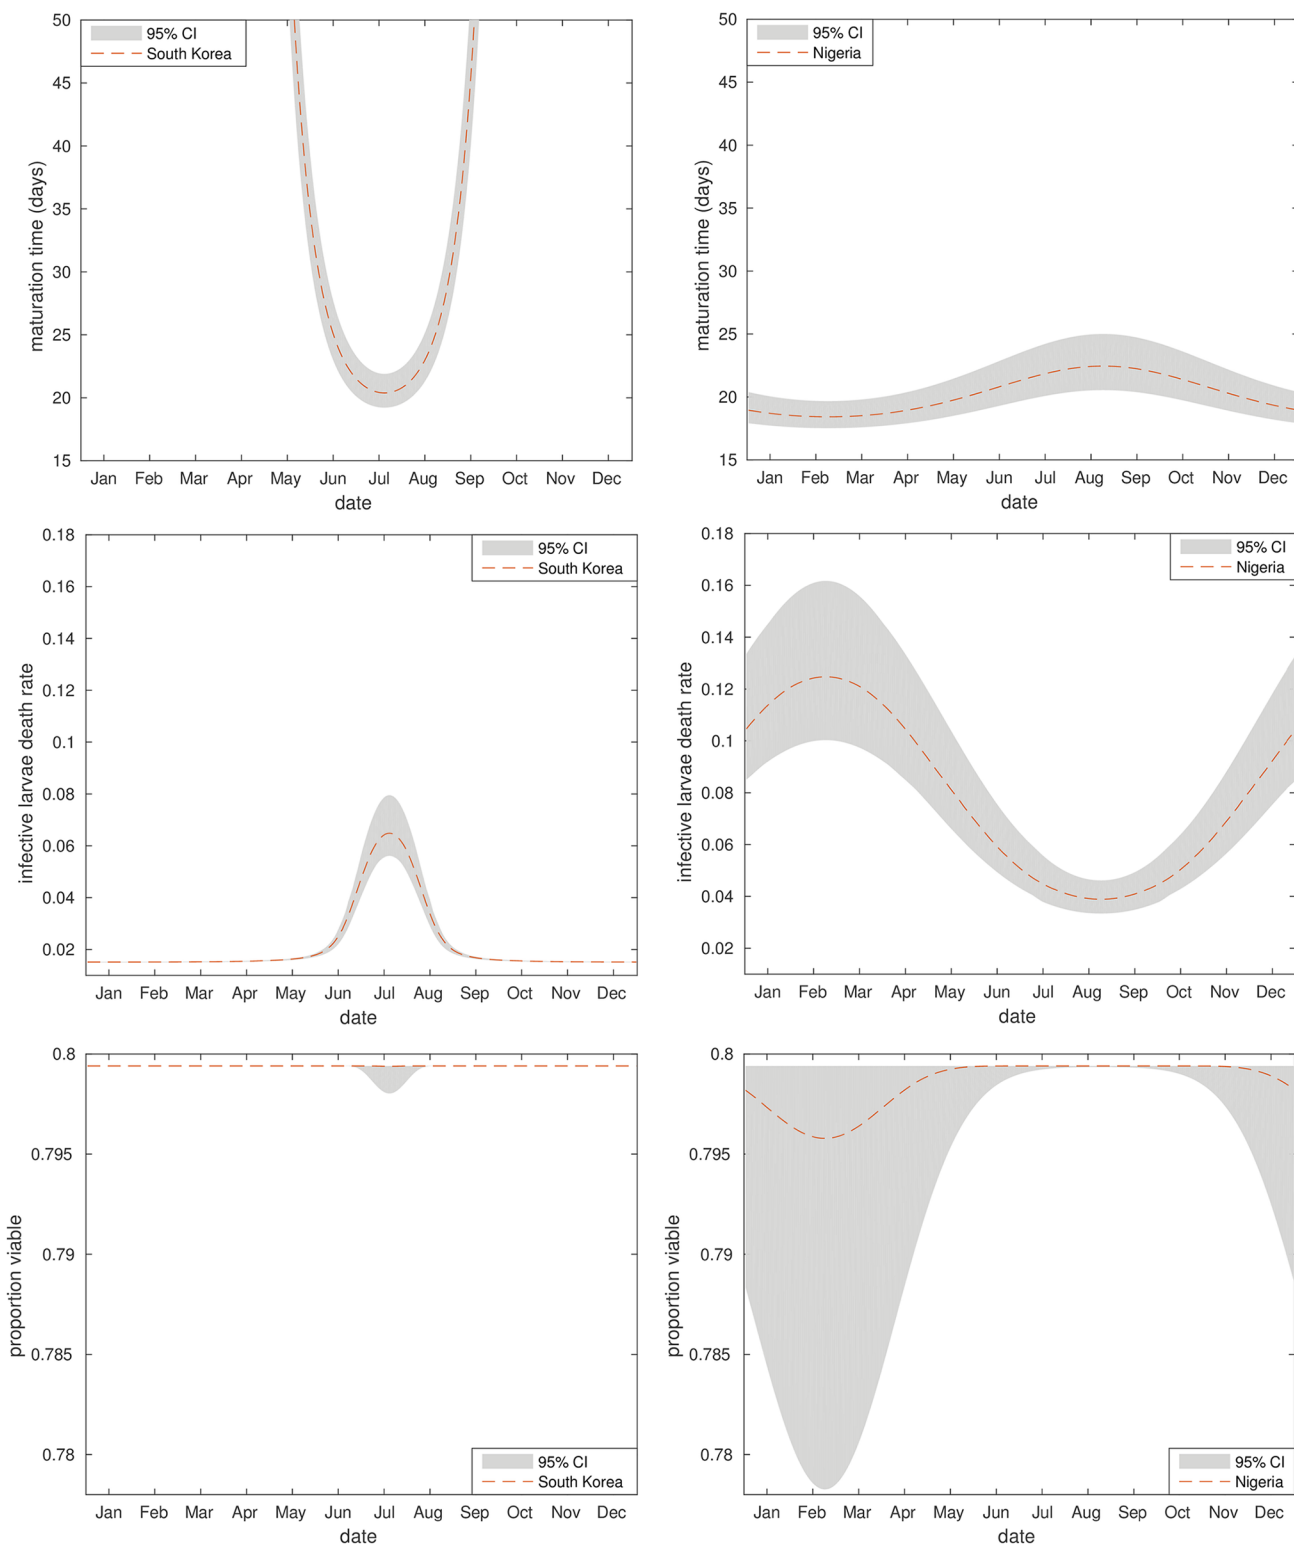 50
45
40
35
30
25
20
15
maturation time (days)
95% CI
South Korea
Jan Feb Mar Apr May Jun Jul Aug Sep Oct Nov Dec
date
50
45
40
35
30
25
20
15
maturation time (days)
95% CI
Nigeria
Jan Feb Mar Apr May Jun Jul Aug Sep Oct Nov Dec
date
0.18
0.16
0.14
0.12
0.1
0.08
0.06
0.04
0.02
infective larvae death rate
95% CI
South Korea
Jan Feb Mar Apr May Jun Jul Aug Sep Oct Nov Dec
date
0.18
0.16
0.14
0.12
0.1
0.08
0.06
0.04
0.02
infective larvae death rate
95% CI
Nigeria
Jan Feb Mar Apr May Jun Jul Aug Sep Oct Nov Dec
date
0.8
0.795
0.79
0.785
0.78
proportion viable
95% CI
South Korea
Jan Feb Mar Apr May Jun Jul Aug Sep Oct Nov Dec
date
0.8
0.795
0.79
0.785
0.78
proportion viable
95% CI
Nigeria
Jan Feb Mar Apr May Jun Jul Aug Sep Oct Nov Dec
date